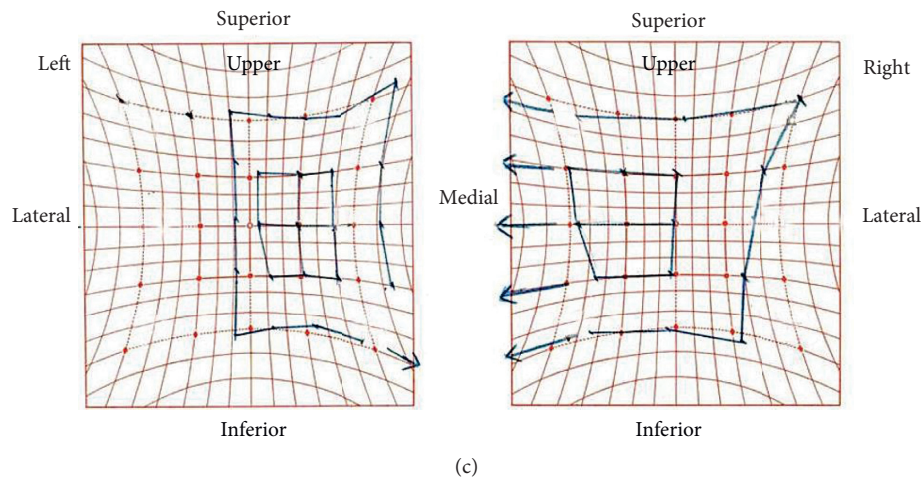 Superior
Superior
Left
Upper
Upper
Right
Lateral
Medial
Lateral
Inferior
Inferior
(c)